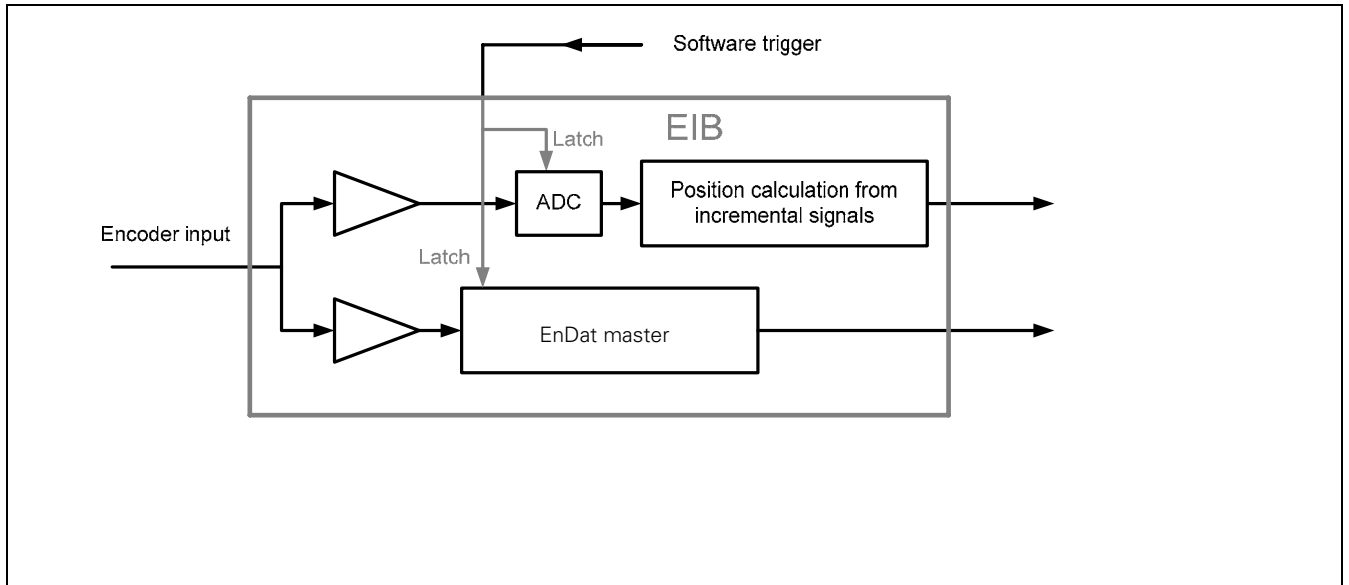 Software trigger
EIB
Latch
ADC
Position calculation from
incremental signals
Encoder input
Latch
EnDat master